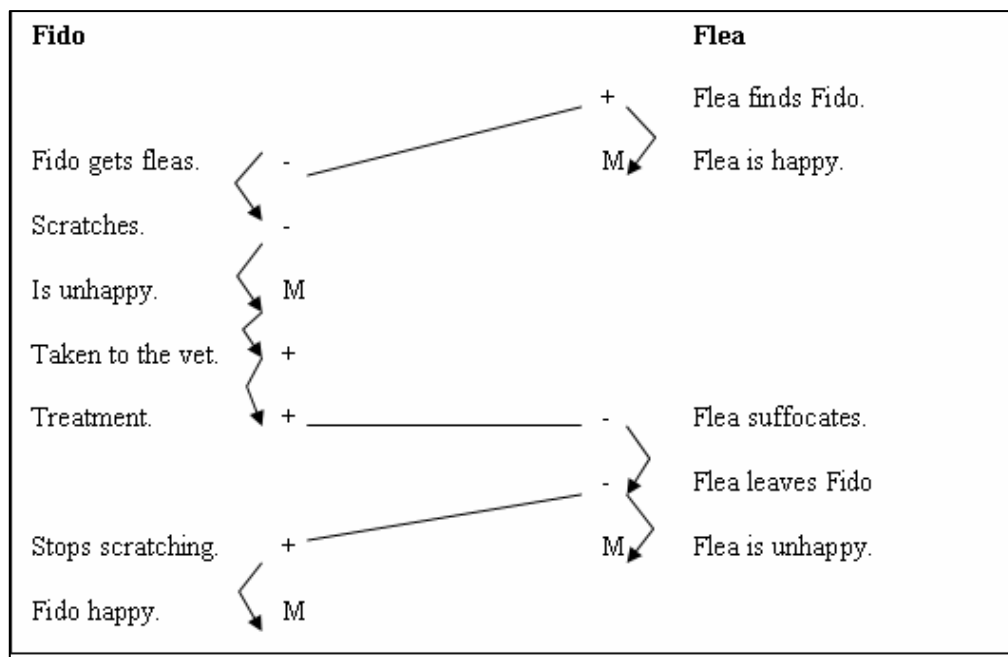 Fido Flea
+ Flea finds Fido.
Fido gets fleas. - M Flea is happy.
Scratches. -
Is unhappy. M
Taken to the vet. +
Treatment. + - Flea suffocates.
- Flea leaves Fido
Stops scratching. + M Flea is unhappy.
Fido happy. M